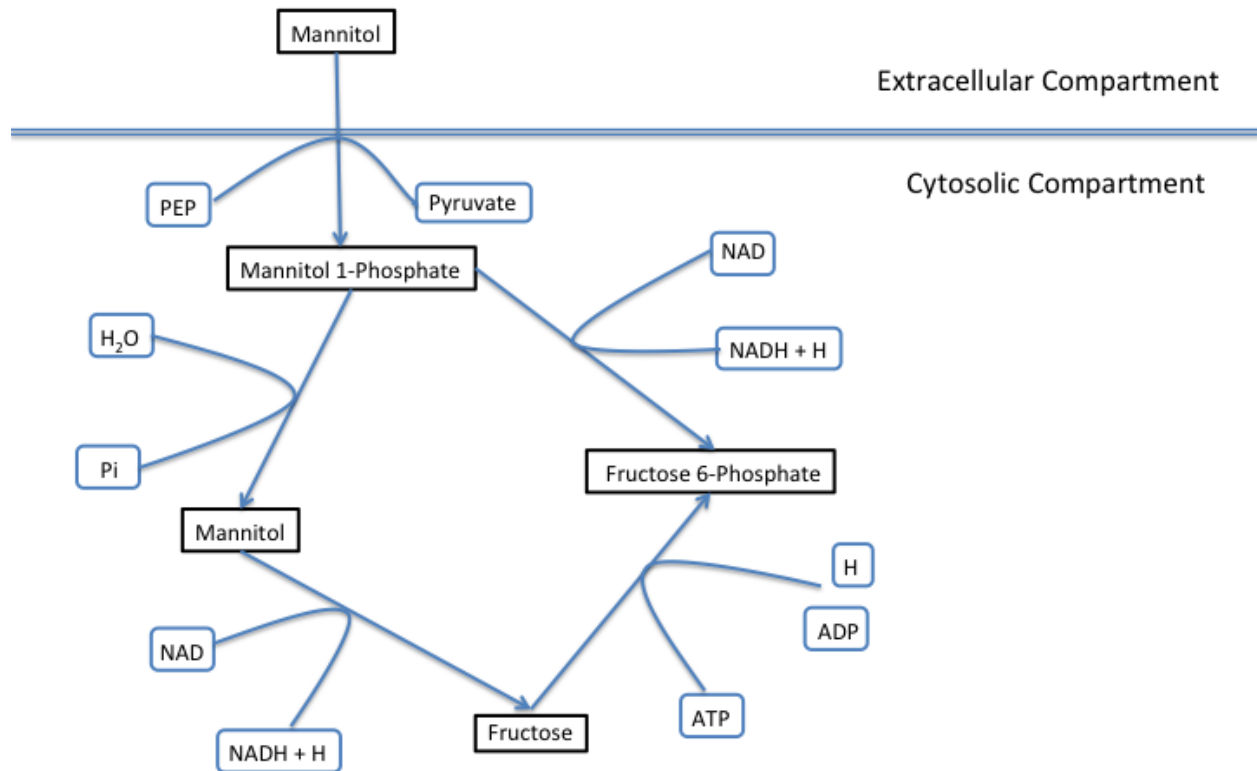 Mannitol
Extracellular Compartment
Cytosolic Compartment
PEP
Pyruvate
Mannitol 1-Phosphate
NAD
H₂O
NADH + H
Pi
Fructose 6-Phosphate
Mannitol
H
ADP
NAD
ATP
Fructose
NADH + H